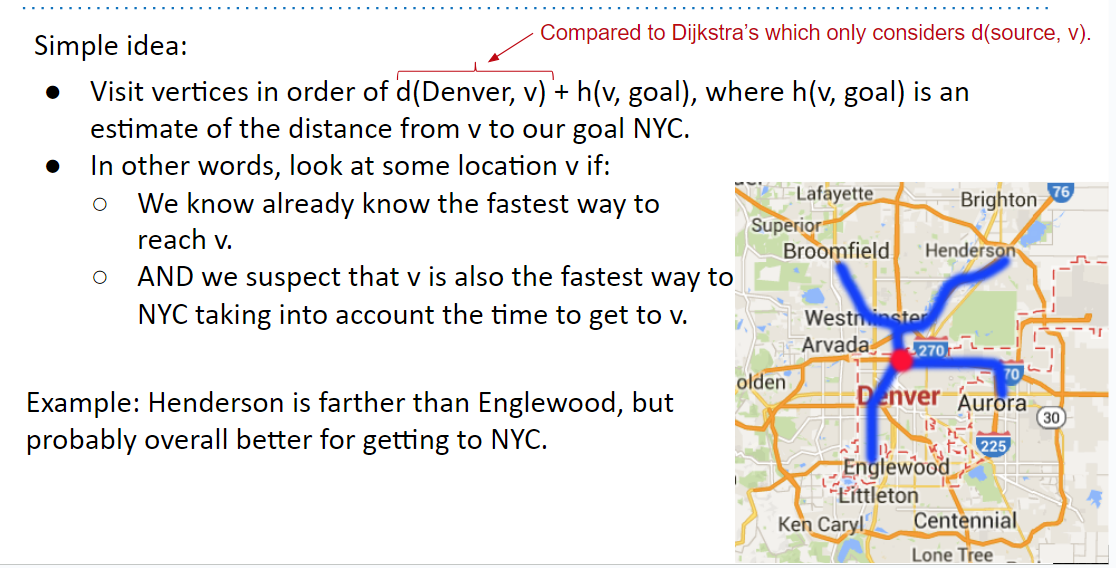 Compared to Dijkstra's which only considers d(source, v).
Simple idea:
● Visit vertices in order of d(Denver, v) + h(v, goal), where h(v, goal) is an
estimate of the distance from v to our goal NYC.
● In other words, look at some location v if:
○ We know already know the fastest way to
reach v.
○ AND we suspect that v is also the fastest way to
NYC taking into account the time to get to v.
Example: Henderson is farther than Englewood, but
probably overall better for getting to NYC.
Lafayette
Brighton
76
Superior
Broomfield
Henderson
Westminster
Arvada
270
olden
70
Denver
Aurora
30
225
Englewood
Littleton
Ken Caryl
Centennial
Lone Tree